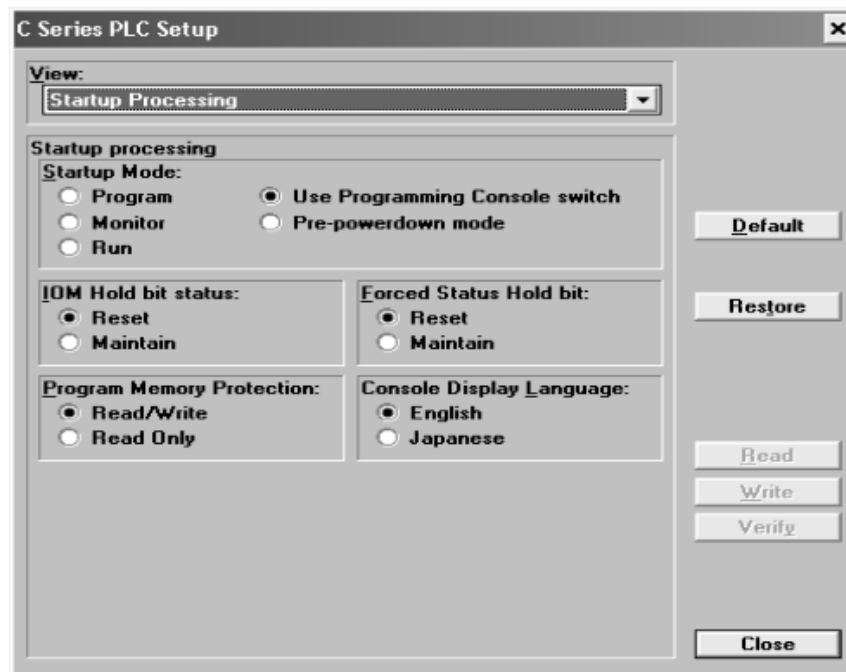 C Series PLC Setup
View:
Startup Processing
Startup processing
Startup Mode:
Program
Use Programming Console switch
Monitor
Pre-powerdown mode
Run
IOM Hold bit status:
Reset
Maintain
Forced Status Hold bit:
Reset
Maintain
Program Memory Protection:
Read/Write
Read Only
Console Display Language:
English
Japanese
Default
Restore
Read
Write
Verify
Close